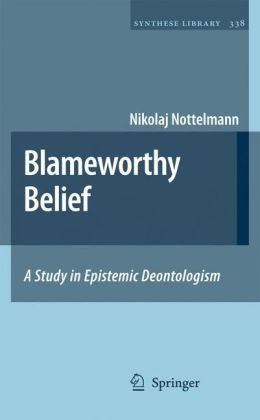 SYNTHESE LIBRARY 338
Nikolaj Nottelmann
Blameworthy
Belief
A Study in Epistemic Deontologism
Springer